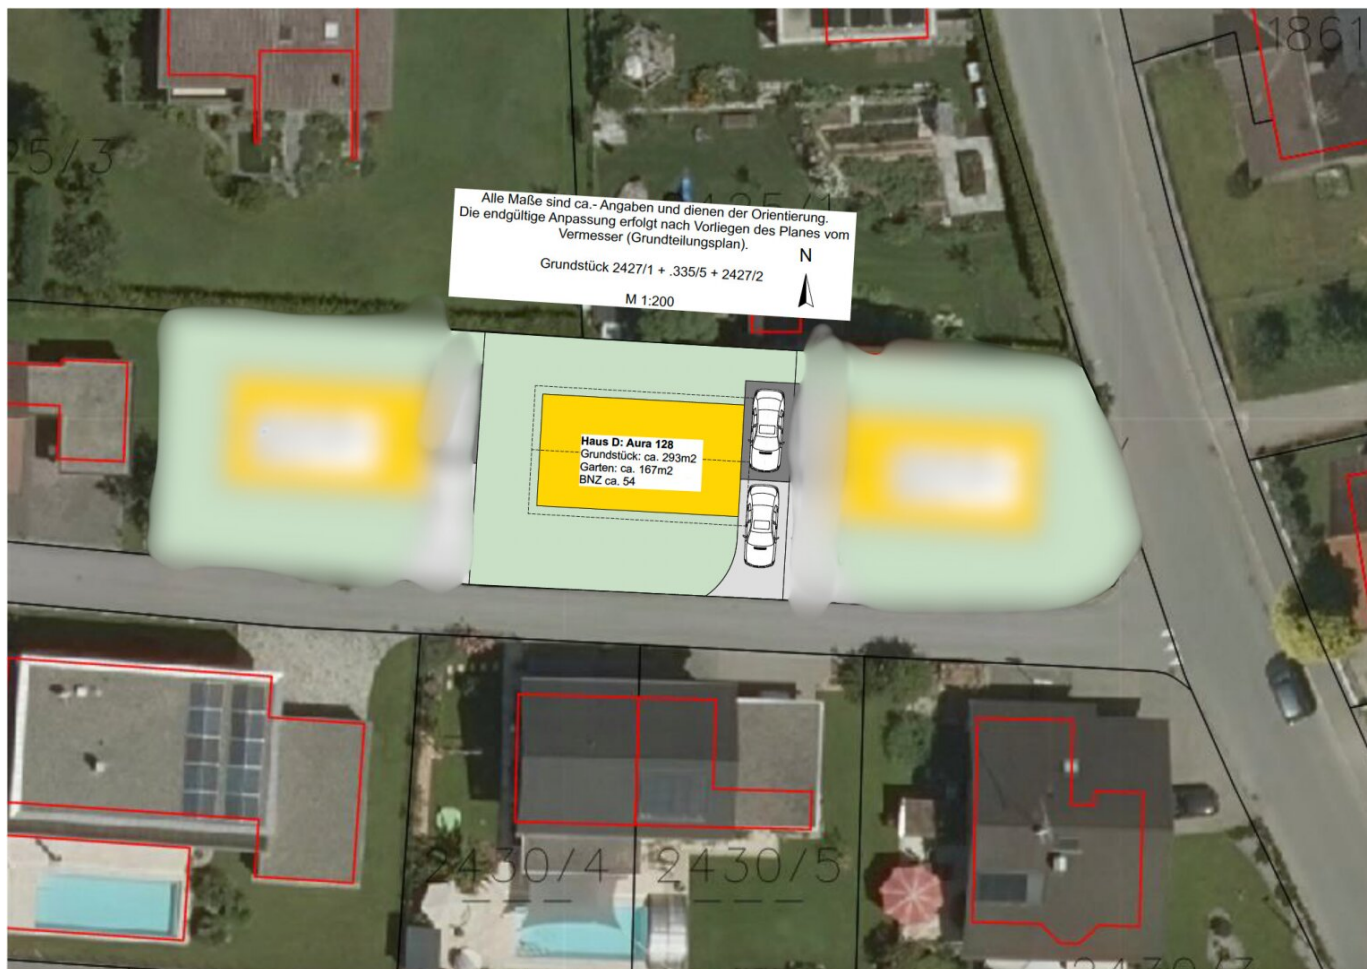 1861
25/3
Alle Maße sind ca.- Angaben und dienen der Orientierung.
Die endgültige Anpassung erfolgt nach Vorliegen des Planes vom
Vermesser (Grundteilungsplan).
N
Grundstück 2427/1 + .335/5 + 2427/2
M 1:200
Haus D: Aura 128
Grundstück: ca. 293m2
Garten: ca. 167m2
BNZ ca. 54
2430/4 2430/5